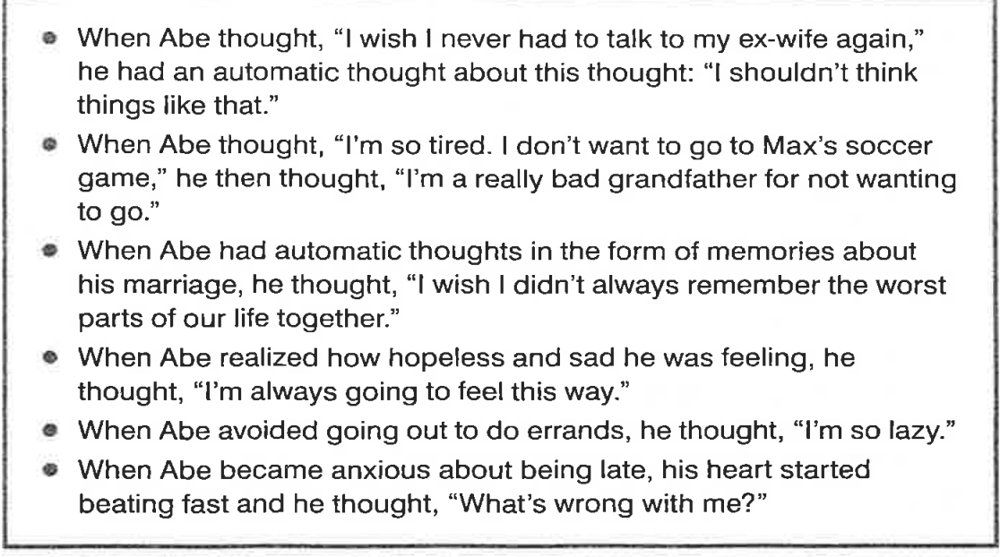 • When Abe thought, “I wish I never had to talk to my ex-wife again,”
he had an automatic thought about this thought: “I shouldn’t think
things like that.”
• When Abe thought, “I’m so tired. I don’t want to go to Max’s soccer
game,” he then thought, “I’m a really bad grandfather for not wanting
to go.”
• When Abe had automatic thoughts in the form of memories about
his marriage, he thought, “I wish I didn’t always remember the worst
parts of our life together.”
• When Abe realized how hopeless and sad he was feeling, he
thought, “I’m always going to feel this way.”
• When Abe avoided going out to do errands, he thought, “I’m so lazy.”
• When Abe became anxious about being late, his heart started
beating fast and he thought, “What’s wrong with me?”